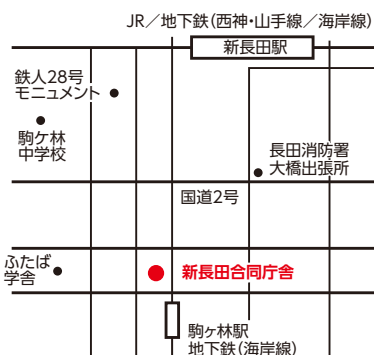 JR／地下鉄（西神・山手線／海岸線）
新長田駅
鉄人28号
モニュメント
駒ケ林
中学校
長田消防署
大橋出張所
国道2号
ふたば
学舎
新長田合同庁舎
駒ヶ林駅
地下鉄（海岸線）